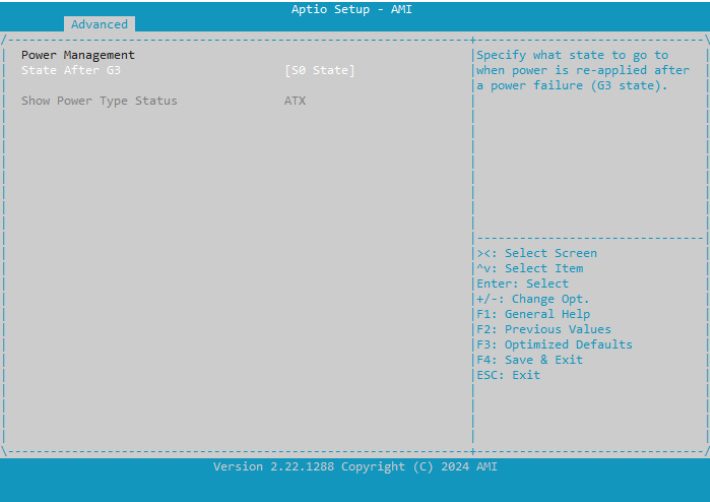 Aptio Setup - AMI
Advanced
Power Management
State After G3 [S0 State]
Show Power Type Status ATX
Specify what state to go to
when power is re-applied after
a power failure (G3 state).
><: Select Screen
^v: Select Item
Enter: Select
+/-: Change Opt.
F1: General Help
F2: Previous Values
F3: Optimized Defaults
F4: Save & Exit
ESC: Exit
Version 2.22.1288 Copyright (C) 2024 AMI